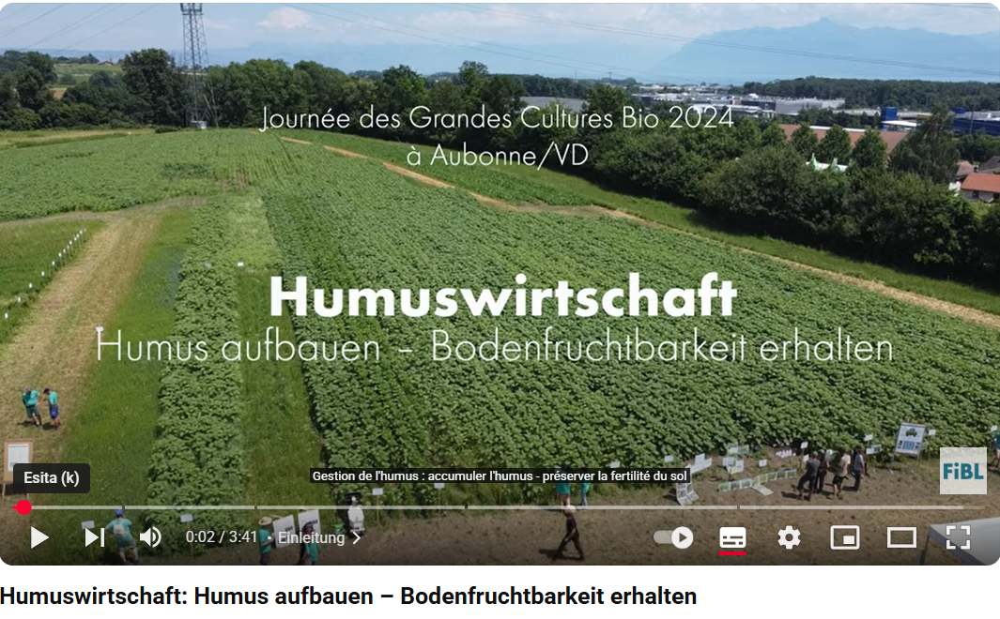 Journée des Grandes Cultures Bio 2024
à Aubonne/VD
Humuswirtschaft
Humus aufbauen – Bodenfruchtbarkeit erhalten
FiBL
Esita (k)
Gestion de l'humus : accumuler l'humus - préserver la fertilité du sol
0:02 / 3:41 • Einleitung
Humuswirtschaft: Humus aufbauen – Bodenfruchtbarkeit erhalten